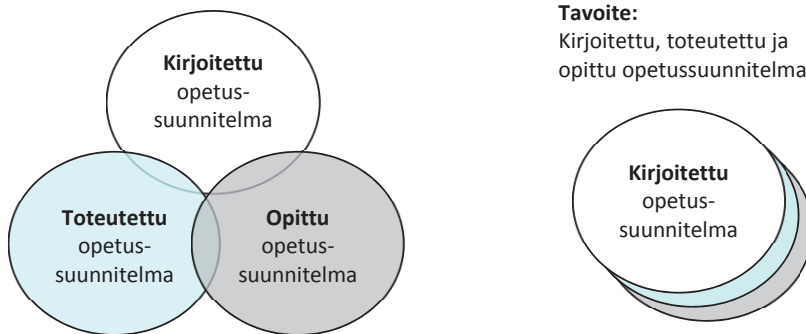 Kirjoitettu
opetus-
suunnitelma
Toteutettu
opetus-
suunnitelma
Opittu
opetus-
suunnitelma
Tavoite:
Kirjoitettu, toteutettu ja
opittu opetussuunnitelma
Kirjoitettu
opetus-
suunnitelma